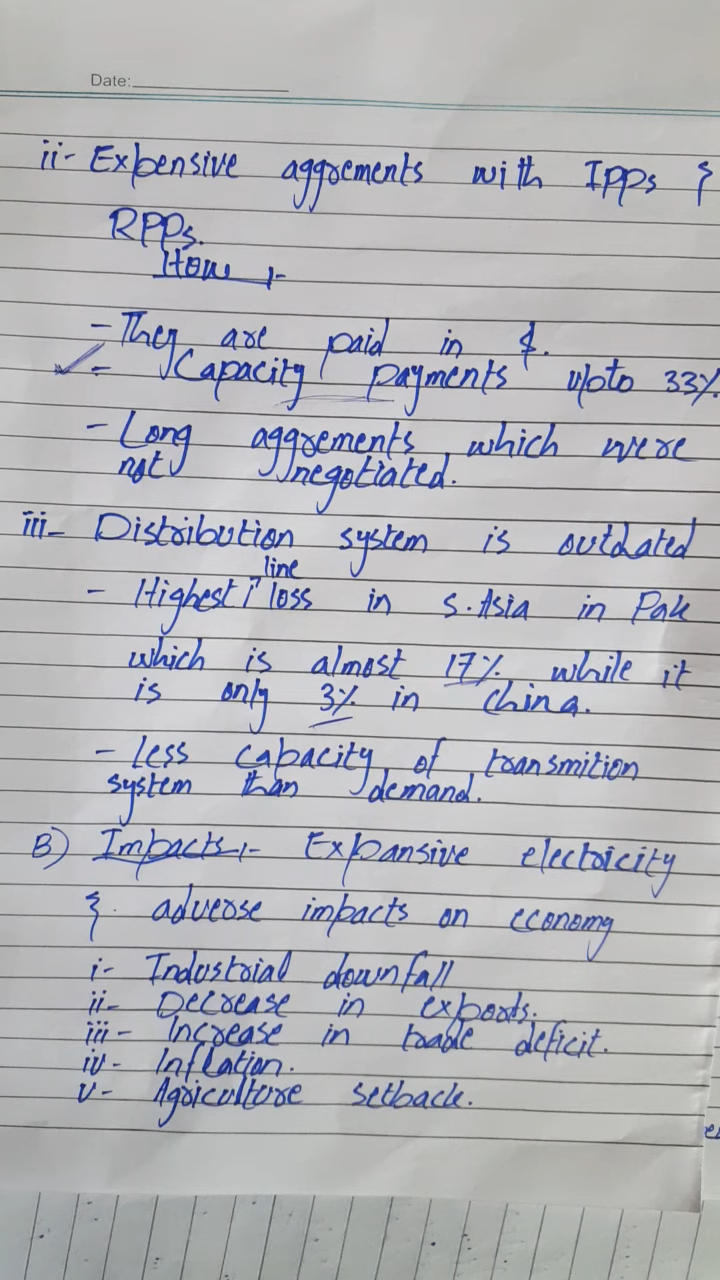 Date:
ii- Expensive aggrements with IPPs &
RPPs.
How :-
- They are paid in $.
- Capacity payments upto 33%.
- Long aggrements which were
not negotiated.
iii- Distribution system is outdated
- Highest line loss in S.Asia in Pak
which is almost 17% while it
is only 3% in China.
- Less capacity of transmition
system than demand.
B) Impacts:- Expansive electricity
& adverse impacts on economy
i- Industrial downfall
ii- Decrease in exports.
iii- Increase in trade deficit.
iv- Inflation.
v- Agriculture setback.